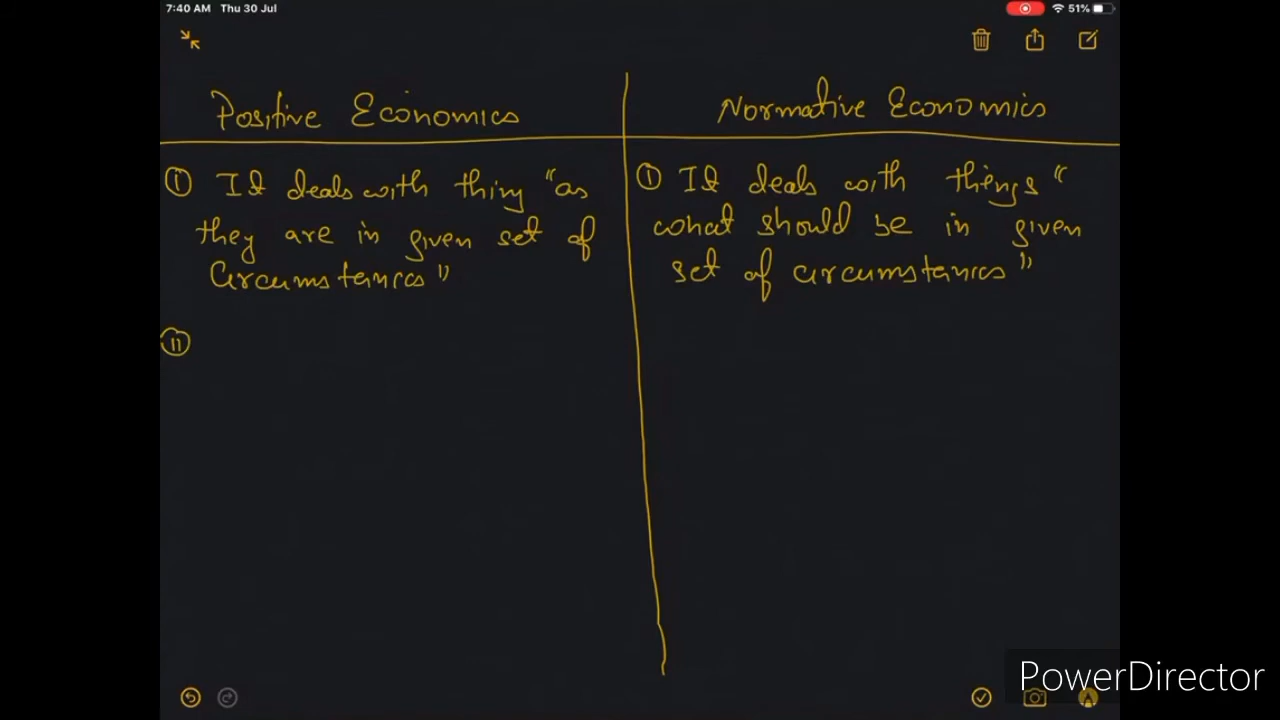 7:40 AM Thu 30 Jul
51%
Positive Economics
Normative Economics
① It deals with thing "as
they are in given set of
Circumstances"
① It deals with things "
what should be in given
set of circumstances"
⑪
PowerDirector